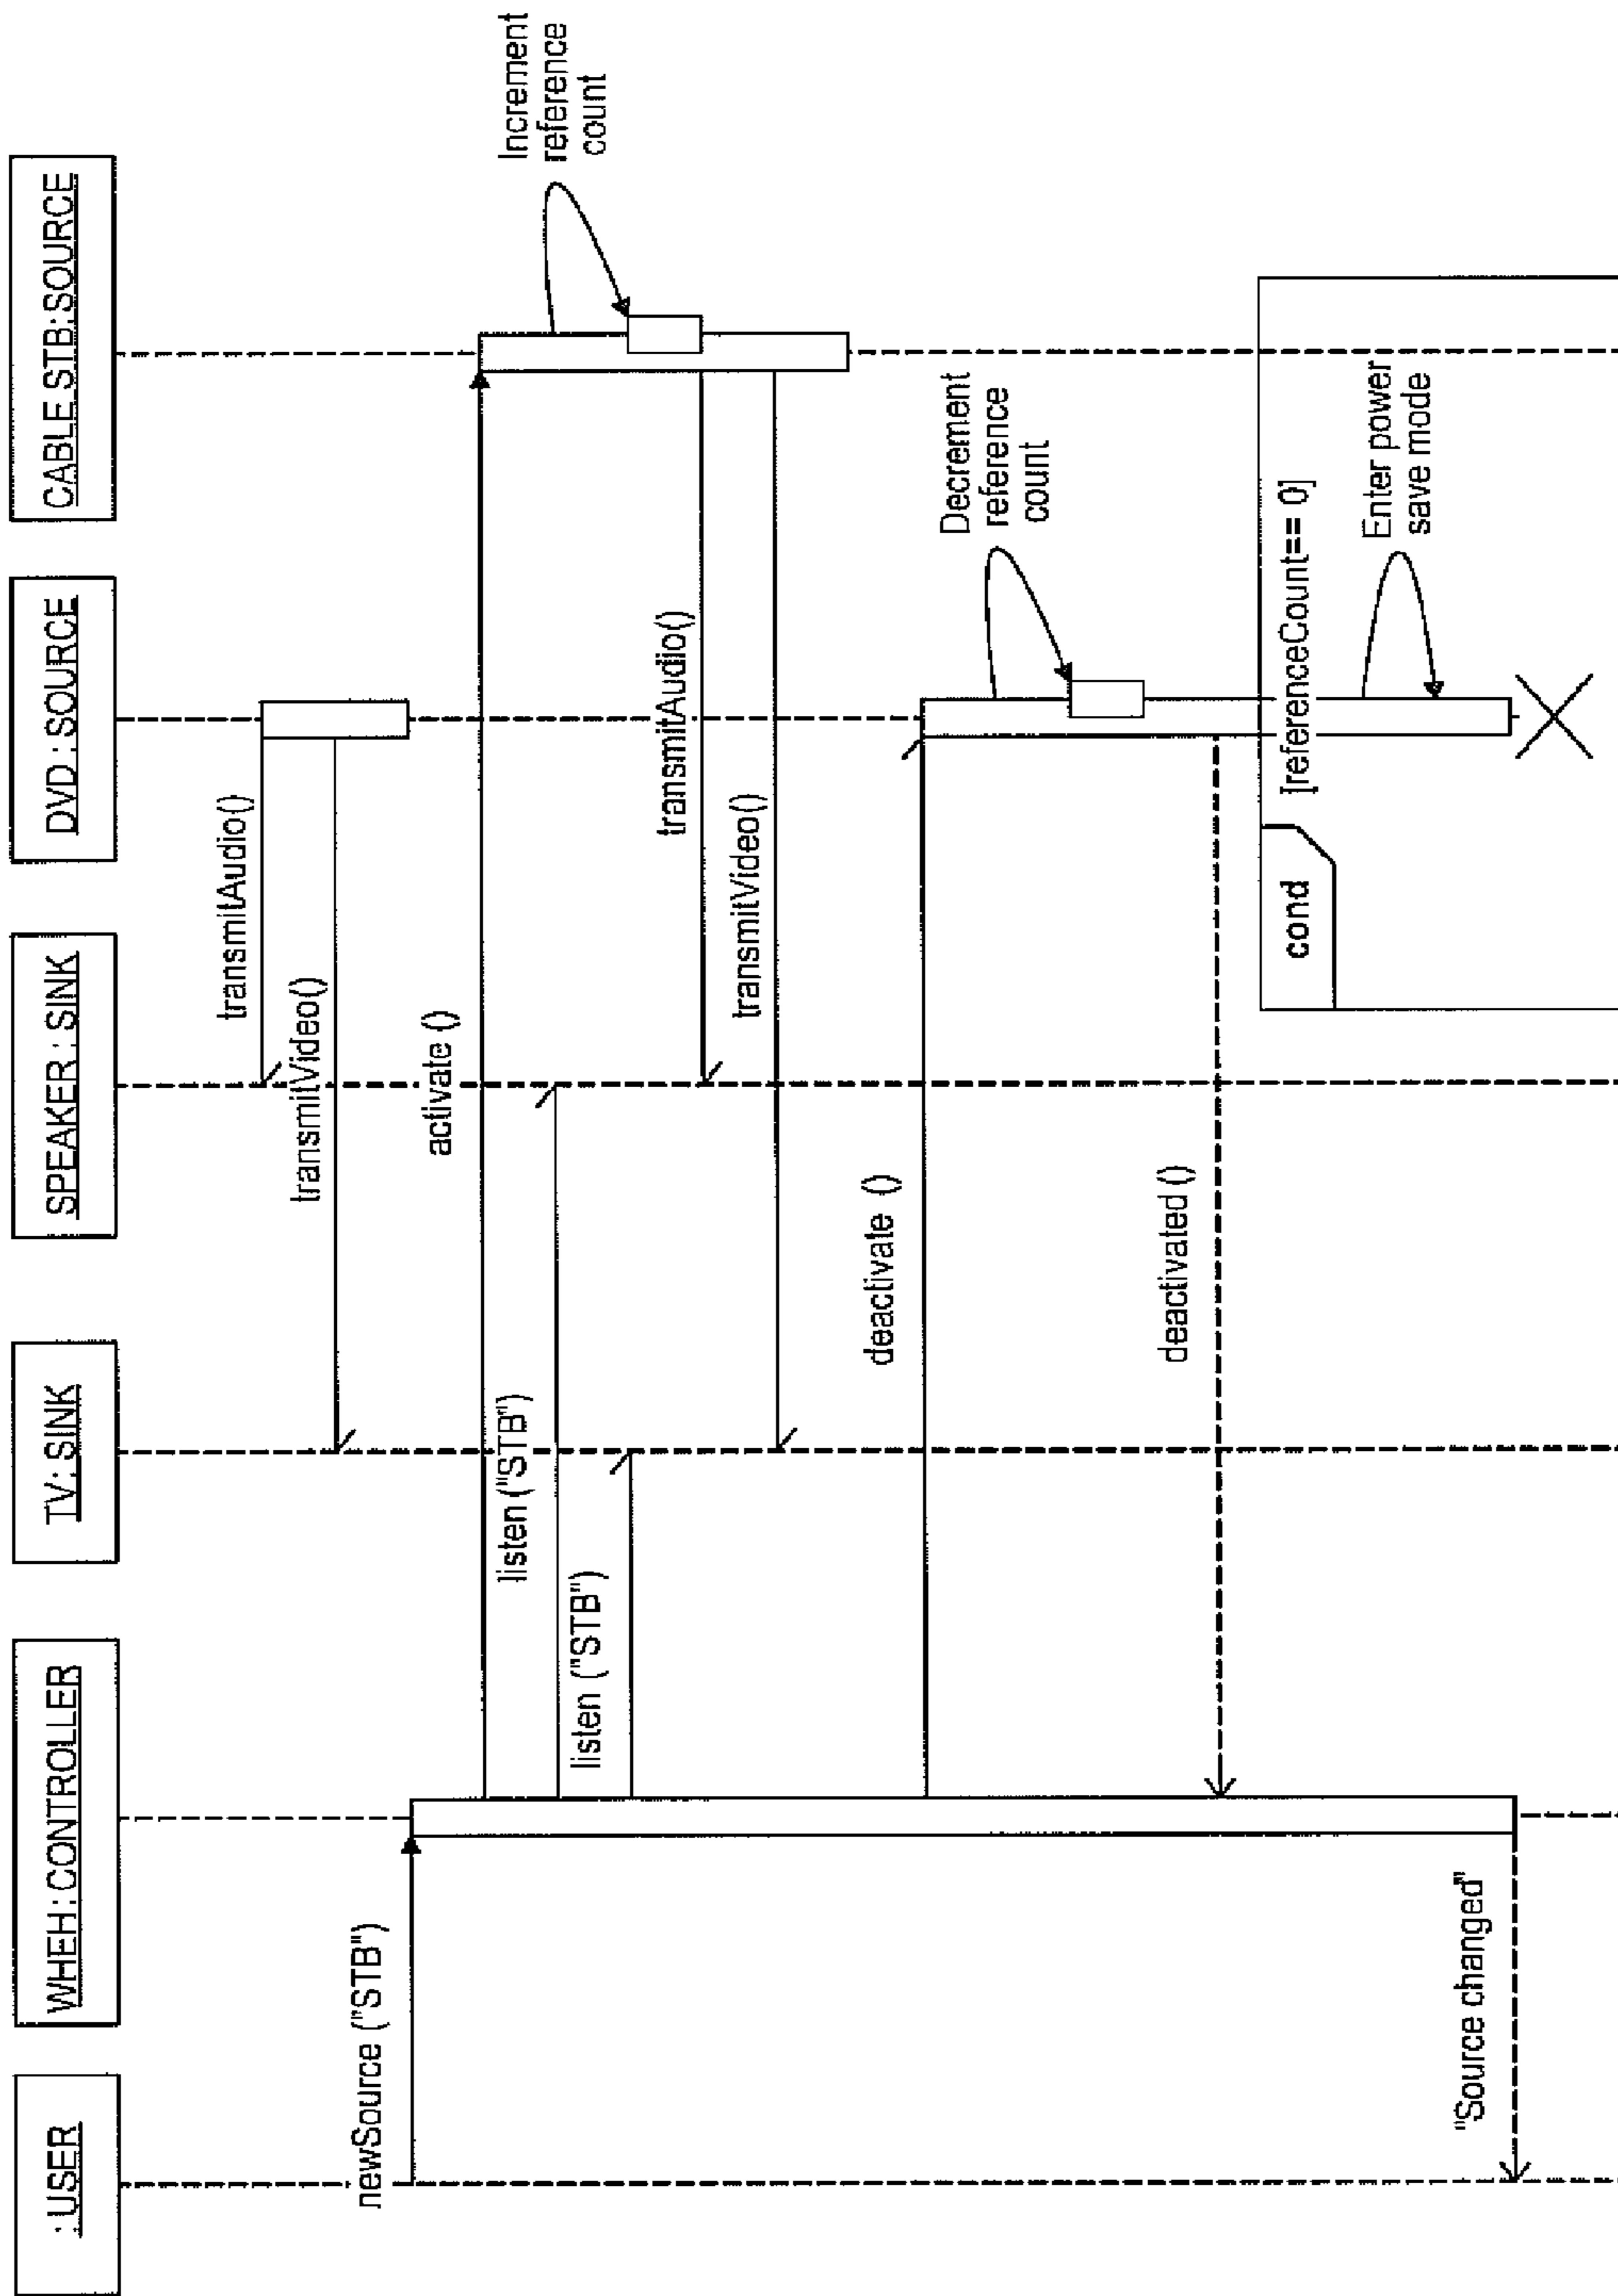 :USER
WHEH:CONTROLLER
TV:SINK
SPEAKER:SINK
DVD:SOURCE
CABLE STB:SOURCE
transmitAudio()
transmitVideo()
newSource ("STB")
activate ()
listen ("STB")
Increment
reference
count
listen ("STB")
transmitAudio()
transmitVideo()
deactivate ()
Decrement
reference
count
deactivated ()
cond
[referenceCount== 0]
Enter power
save mode
"Source changed"